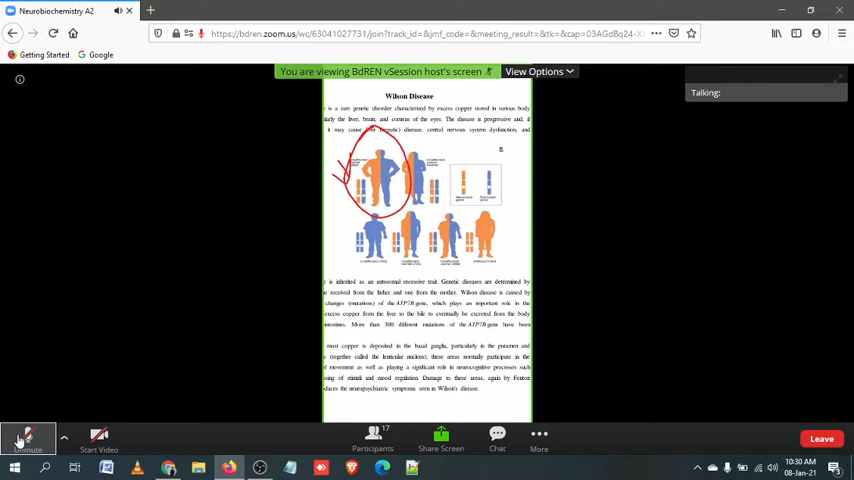 Neurobiochemistry A2
https://bdren.zoom.us/wc/63041027731/join?track_id=&jmf_code=&meeting_result=&tk=&cap=03AGdBq24-X
Getting Started Google
You are viewing BdREN vSession host's screen View Options
Talking:
Wilson Disease
is a rare genetic disorder characterized by excess copper stored in various body
larly the liver, brain, and corneas of the eyes. The disease is progressive and, if
it may cause liver (hepatic) disease, central nervous system dysfunction, and
is inherited as an autosomal recessive trait. Genetic diseases are determined by
received from the father and one from the mother. Wilson disease is caused by
changes (mutations) of the ATP7B gene, which plays an important role in the
excess copper from the liver to the bile to eventually be excreted from the body
intestines. More than 300 different mutations of the ATP7B gene have been
most copper is deposited in the basal ganglia, particularly in the putamen and
(together called the lenticular nucleus); these areas normally participate in the
of movement as well as playing a significant role in neurocognitive processes such
sing of stimuli and mood regulation. Damage to these areas, again by Fenton
duces the neuropsychiatric symptoms seen in Wilson's disease.
Unmute
Start Video
17
Participants
Share Screen
Chat
More
Leave
10:30 AM
08-Jan-21
3